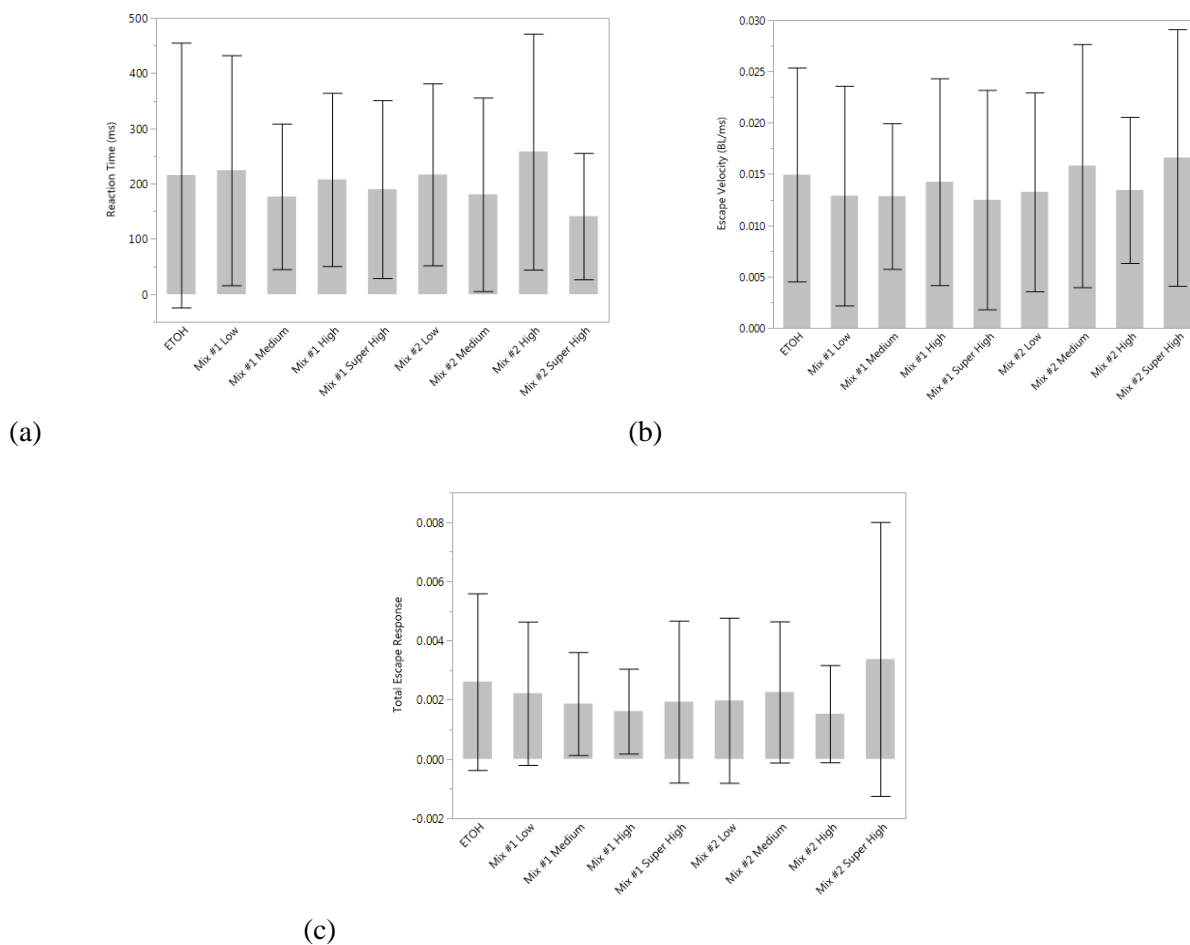 500
400
300
200
100
0
Reaction Time (ms)
ETOH
Mix #1 Low
Mix #1 Medium
Mix #1 High
Mix #1 Super High
Mix #2 Low
Mix #2 Medium
Mix #2 High
Mix #2 Super High
(a)
0.030
0.025
0.020
0.015
0.010
0.005
0.000
Escape Velocity (BL/ms)
ETOH
Mix #1 Low
Mix #1 Medium
Mix #1 High
Mix #1 Super High
Mix #2 Low
Mix #2 Medium
Mix #2 High
Mix #2 Super High
(b)
0.008
0.006
0.004
0.002
0.000
-0.002
Total Escape Response
ETOH
Mix #1 Low
Mix #1 Medium
Mix #1 High
Mix #1 Super High
Mix #2 Low
Mix #2 Medium
Mix #2 High
Mix #2 Super High
(c)